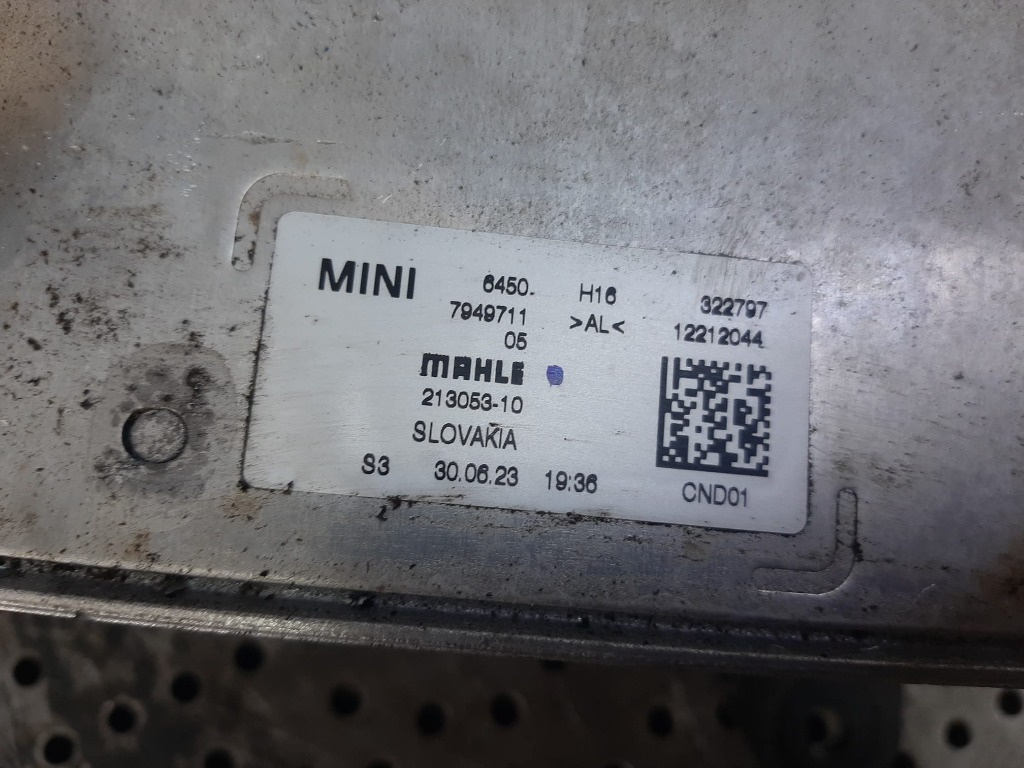 MINI 6450. H16 322797
7949711 >AL< 12212044
05
MAHLE
213053-10
SLOVAKIA
S3 30.06.23 19:36 CND01